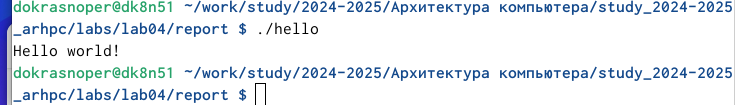 dokrasnoper@dk8n51 ~/work/study/2024-2025/Архитектура компьютера/study_2024-2025
_arhpc/labs/lab04/report $ ./hello
Hello world!
dokrasnoper@dk8n51 ~/work/study/2024-2025/Архитектура компьютера/study_2024-2025
_arhpc/labs/lab04/report $